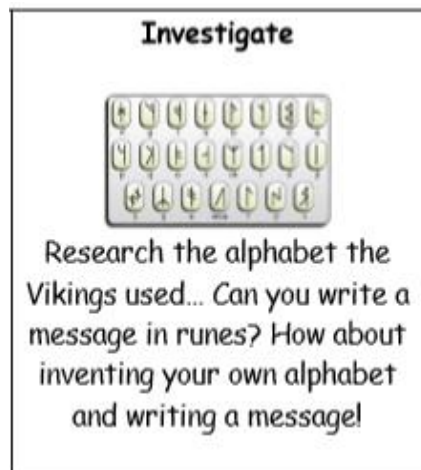 Investigate
Research the alphabet the
Vikings used... Can you write a
message in runes? How about
inventing your own alphabet
and writing a message!